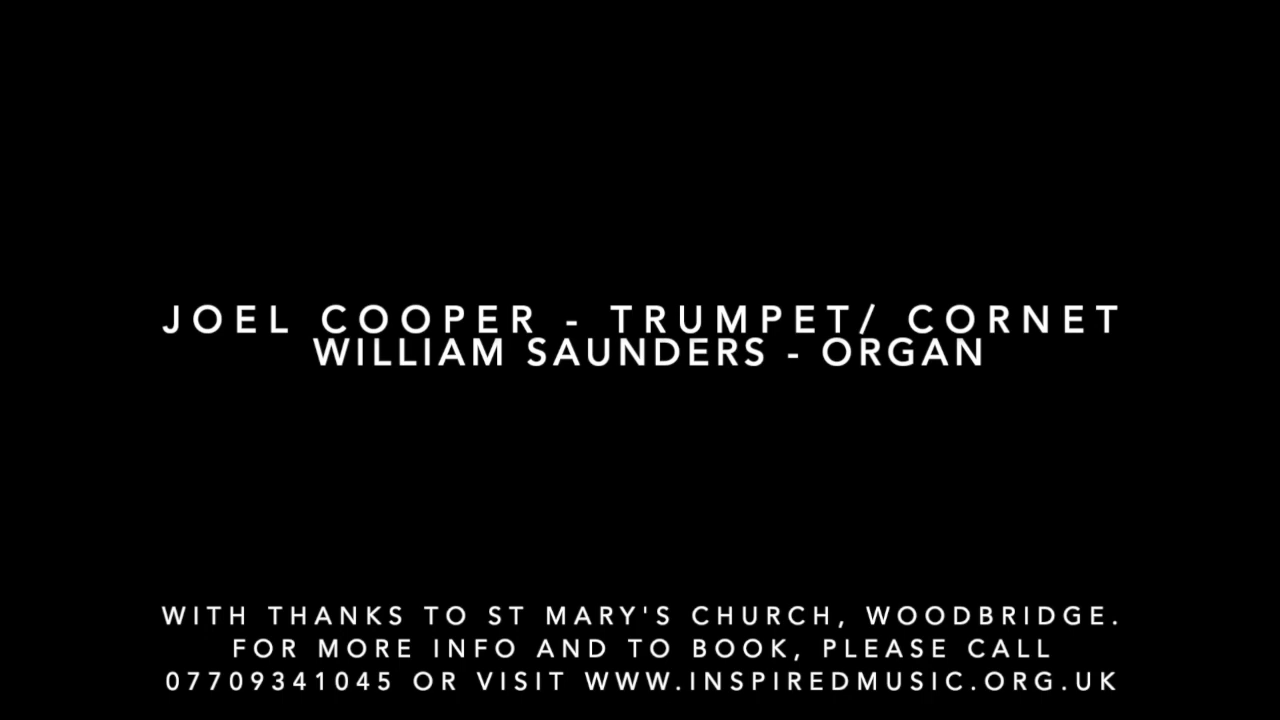 JOEL COOPER - TRUMPET/ CORNET
WILLIAM SAUNDERS - ORGAN
WITH THANKS TO ST MARY'S CHURCH, WOODBRIDGE.
FOR MORE INFO AND TO BOOK, PLEASE CALL
07709341045 OR VISIT WWW.INSPIREDMUSIC.ORG.UK